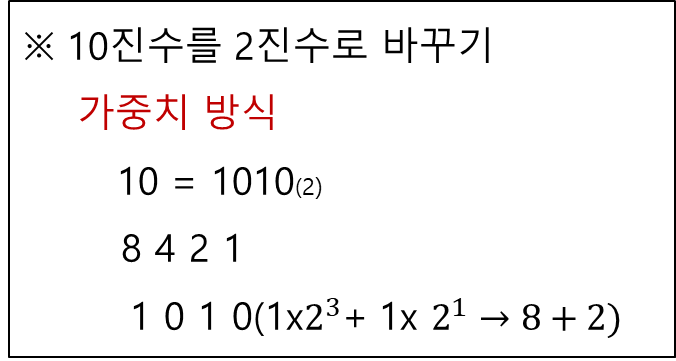 ※ 10진수를 2진수로 바꾸기
가중치 방식
10 = 1010(2)
8 4 2 1
1 0 1 0(1x2³+ 1x 2¹ → 8 + 2)